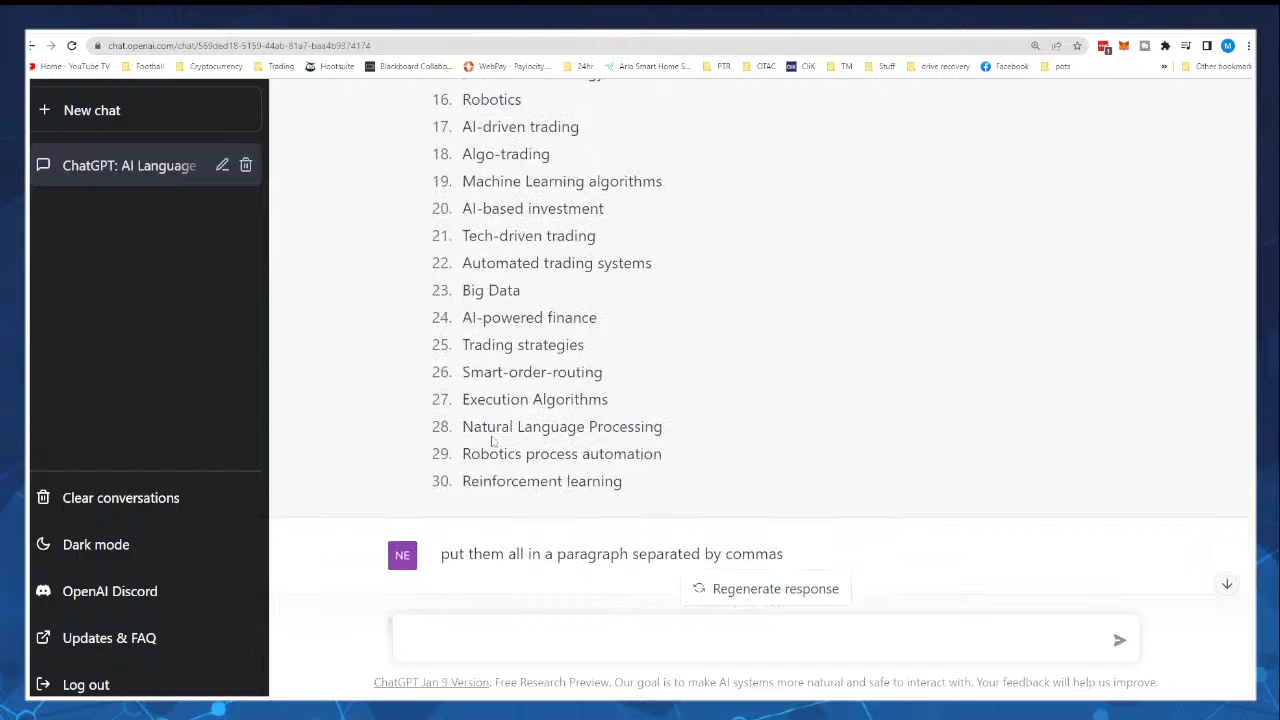 chat.openai.com/chat/569ded18-5159-44ab-81a7-baa4b9374174
Home - YouTube TV Football Cryptocurrency Trading Hootsuite Blackboard Collabo... WebPay - Paylocity... 24hr Arlo Smart Home S... PTR OTAC CliK TM Stuff drive recovery Facebook pots » Other bookmark
New chat
ChatGPT: AI Language
Clear conversations
Dark mode
OpenAI Discord
Updates & FAQ
Log out
16. Robotics
17. AI-driven trading
18. Algo-trading
19. Machine Learning algorithms
20. AI-based investment
21. Tech-driven trading
22. Automated trading systems
23. Big Data
24. AI-powered finance
25. Trading strategies
26. Smart-order-routing
27. Execution Algorithms
28. Natural Language Processing
29. Robotics process automation
30. Reinforcement learning
NE put them all in a paragraph separated by commas
Regenerate response
ChatGPT Jan 9 Version. Free Research Preview. Our goal is to make AI systems more natural and safe to interact with. Your feedback will help us improve.